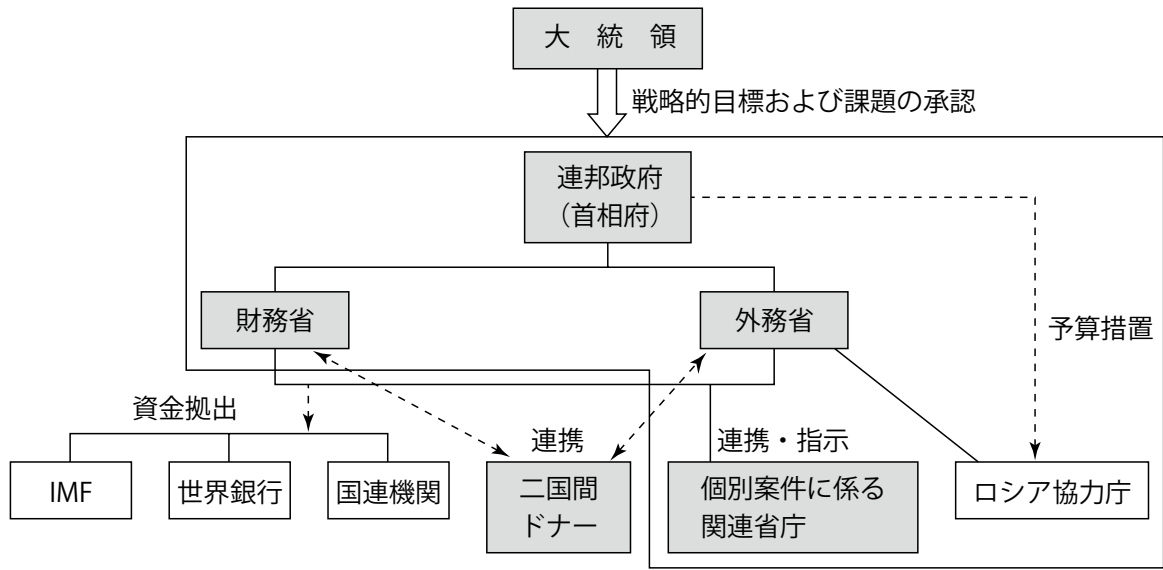 大　統　領
戦略的目標および課題の承認
連邦政府
（首相府）
財務省
外務省
予算措置
資金拠出
連携
連携・指示
IMF
世界銀行
国連機関
二国間
ドナー
個別案件に係る
関連省庁
ロシア協力庁